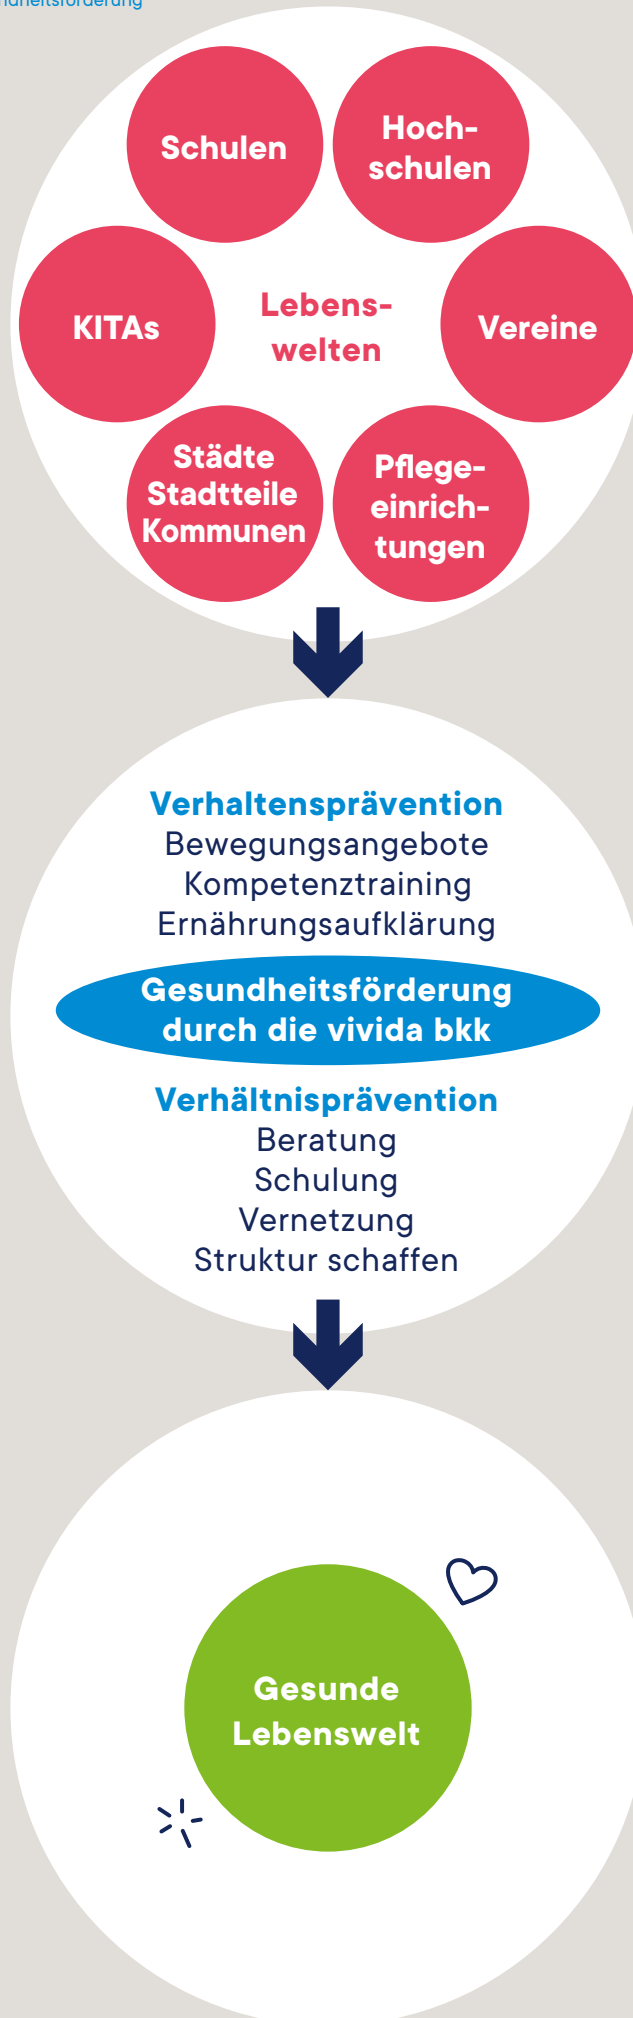 Schulen
Hoch-
schulen
KITAs
Lebens-
welten
Vereine
Städte
Stadtteile
Kommunen
Pflege-
einrich-
tungen
Verhaltensprävention
Bewegungsangebote
Kompetenztraining
Ernährungsaufklärung
Gesundheitsförderung
durch die vivida bkk
Verhältnisprävention
Beratung
Schulung
Vernetzung
Struktur schaffen
Gesunde
Lebenswelt